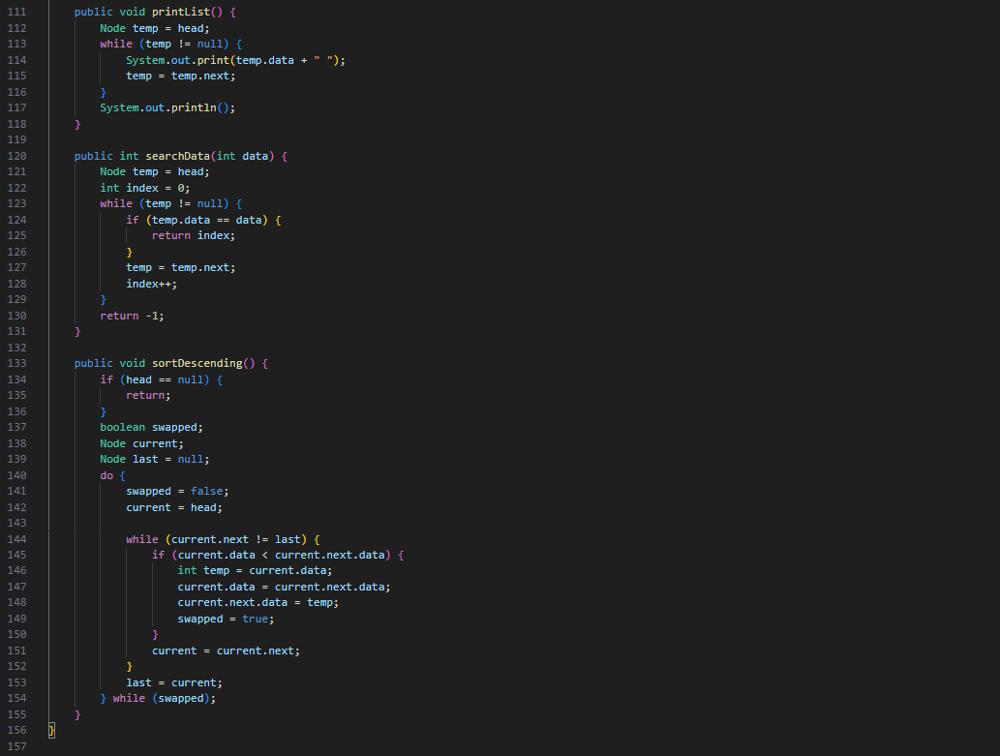 111 public void printList() {
112 Node temp = head;
113 while (temp != null) {
114 System.out.print(temp.data + " ");
115 temp = temp.next;
116 }
117 System.out.println();
118 }
119
120 public int searchData(int data) {
121 Node temp = head;
122 int index = 0;
123 while (temp != null) {
124 if (temp.data == data) {
125 return index;
126 }
127 temp = temp.next;
128 index++;
129 }
130 return -1;
131 }
132
133 public void sortDescending() {
134 if (head == null) {
135 return;
136 }
137 boolean swapped;
138 Node current;
139 Node last = null;
140 do {
141 swapped = false;
142 current = head;
143
144 while (current.next != last) {
145 if (current.data < current.next.data) {
146 int temp = current.data;
147 current.data = current.next.data;
148 current.next.data = temp;
149 swapped = true;
150 }
151 current = current.next;
152 }
153 last = current;
154 } while (swapped);
155 }
156 }
157